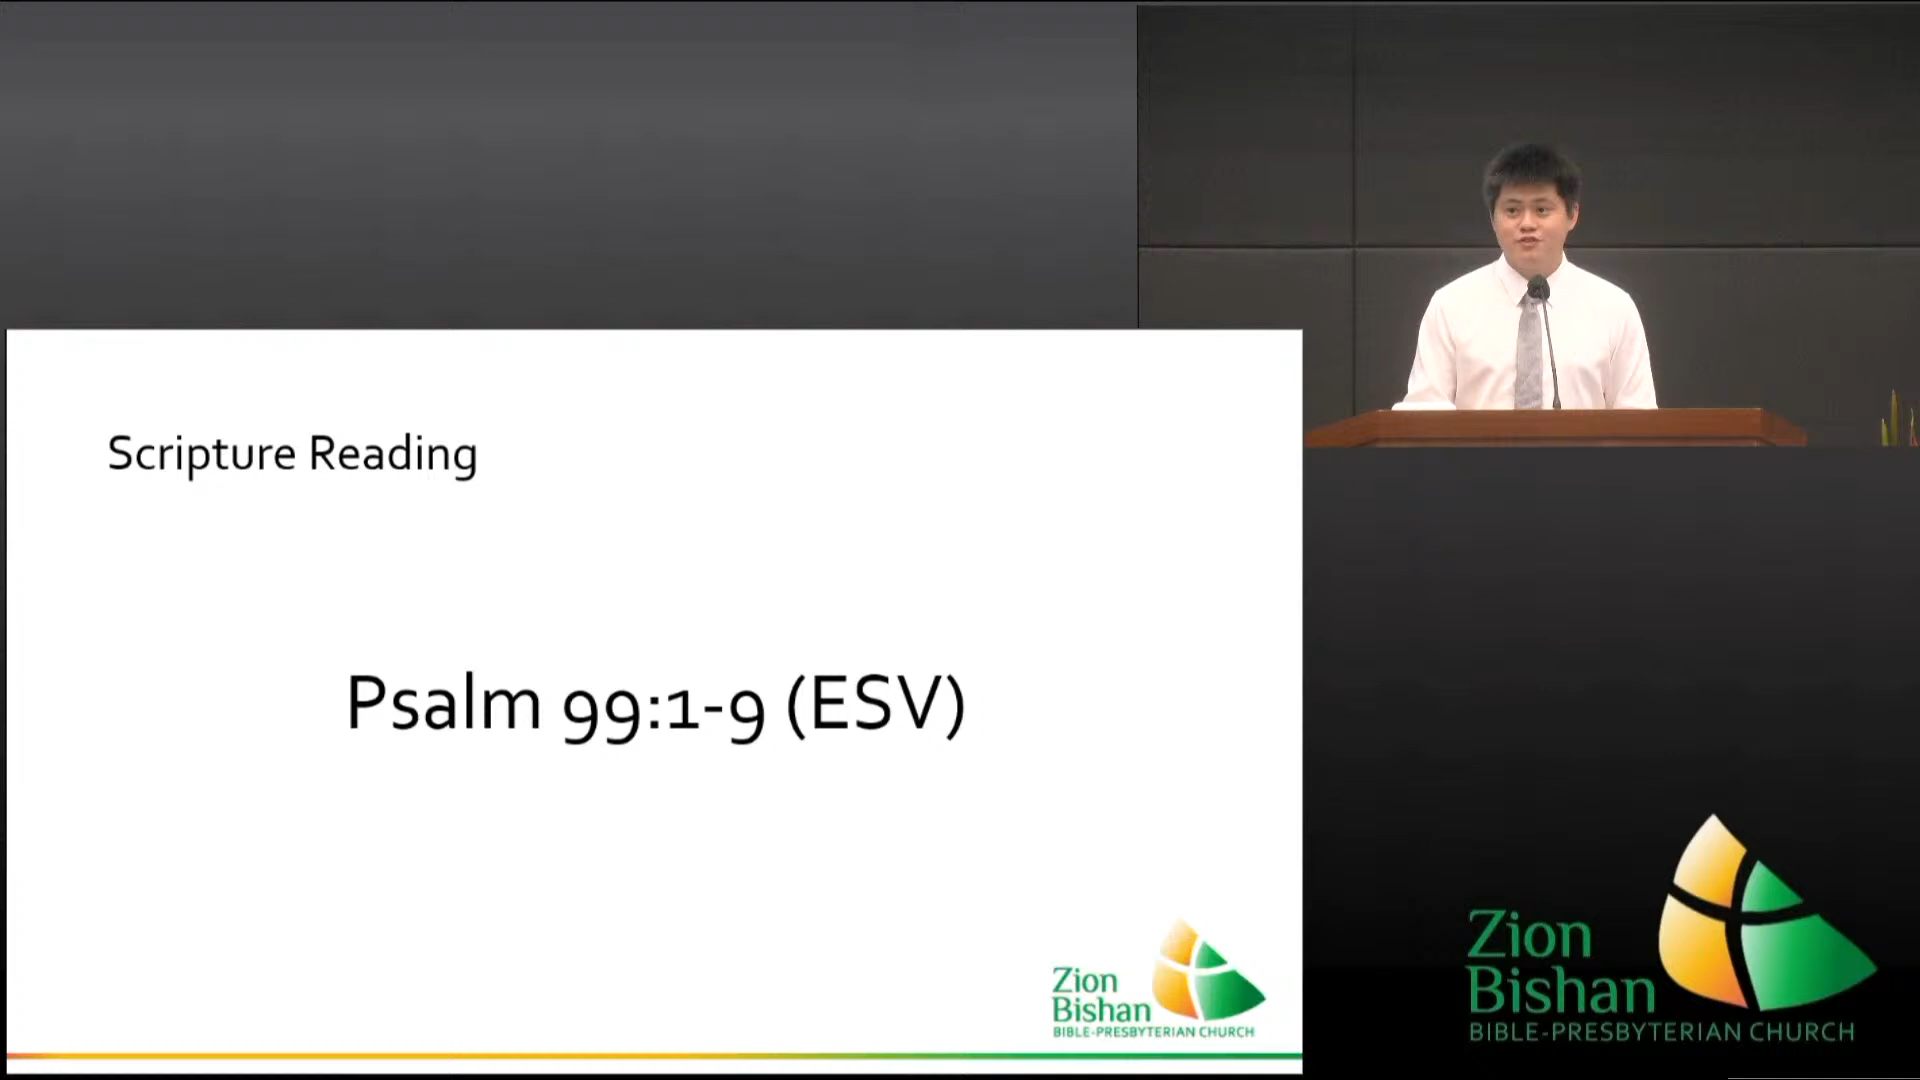 Scripture Reading
Psalm 99:1-9 (ESV)
Zion
Bishan
BIBLE-PRESBYTERIAN CHURCH
Zion
Bishan
BIBLE-PRESBYTERIAN CHURCH